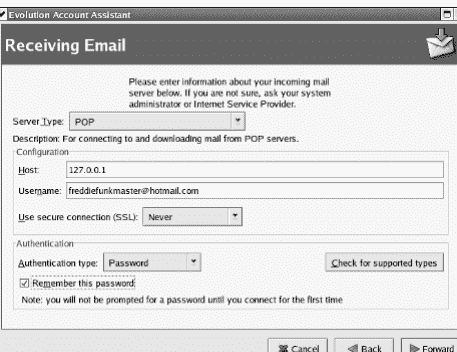 Evolution Account Assistant
Receiving Email
Please enter information about your incoming mail
server below. If you are not sure, ask your system
administrator or Internet Service Provider.
Server Type: POP
Description: For connecting to and downloading mail from POP servers.
Configuration
Host: 127.0.0.1
Username: freddiefunkmaster@hotmail.com
Use secure connection (SSL): Never
Authentication
Authentication type: Password Check for supported types
Remember this password
Note: you will not be prompted for a password until you connect for the first time
Cancel Back Forward